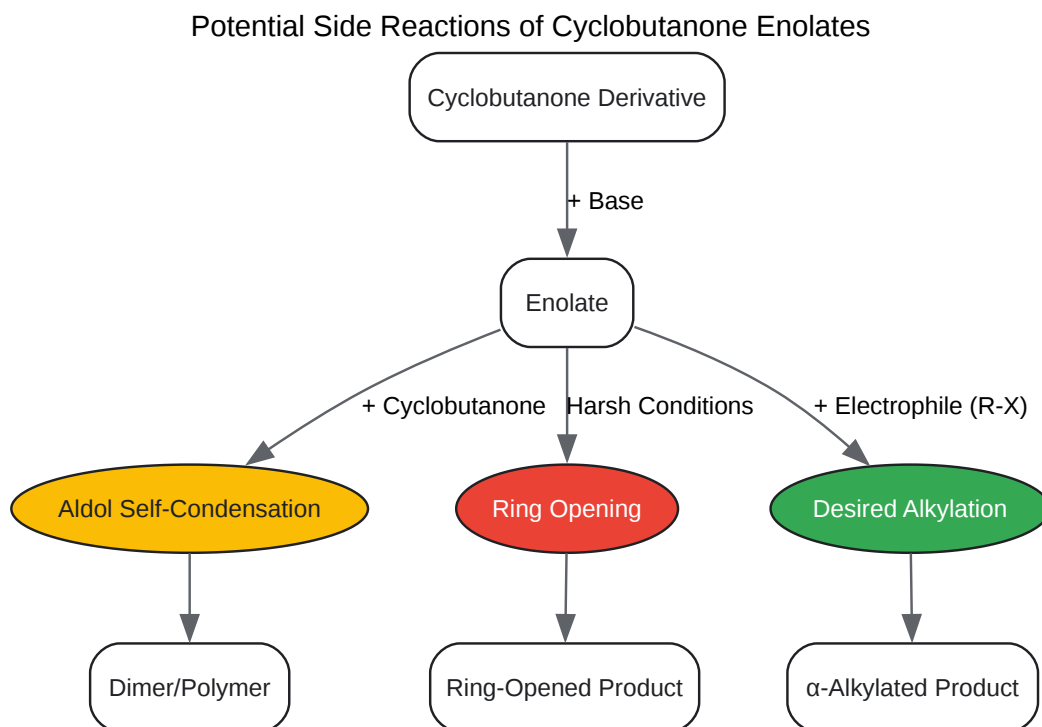 Potential Side Reactions of Cyclobutanone Enolates
Cyclobutanone Derivative
+ Base
Enolate
+ Cyclobutanone
Harsh Conditions
+ Electrophile (R-X)
Aldol Self-Condensation
Ring Opening
Desired Alkylation
Dimer/Polymer
Ring-Opened Product
α-Alkylated Product